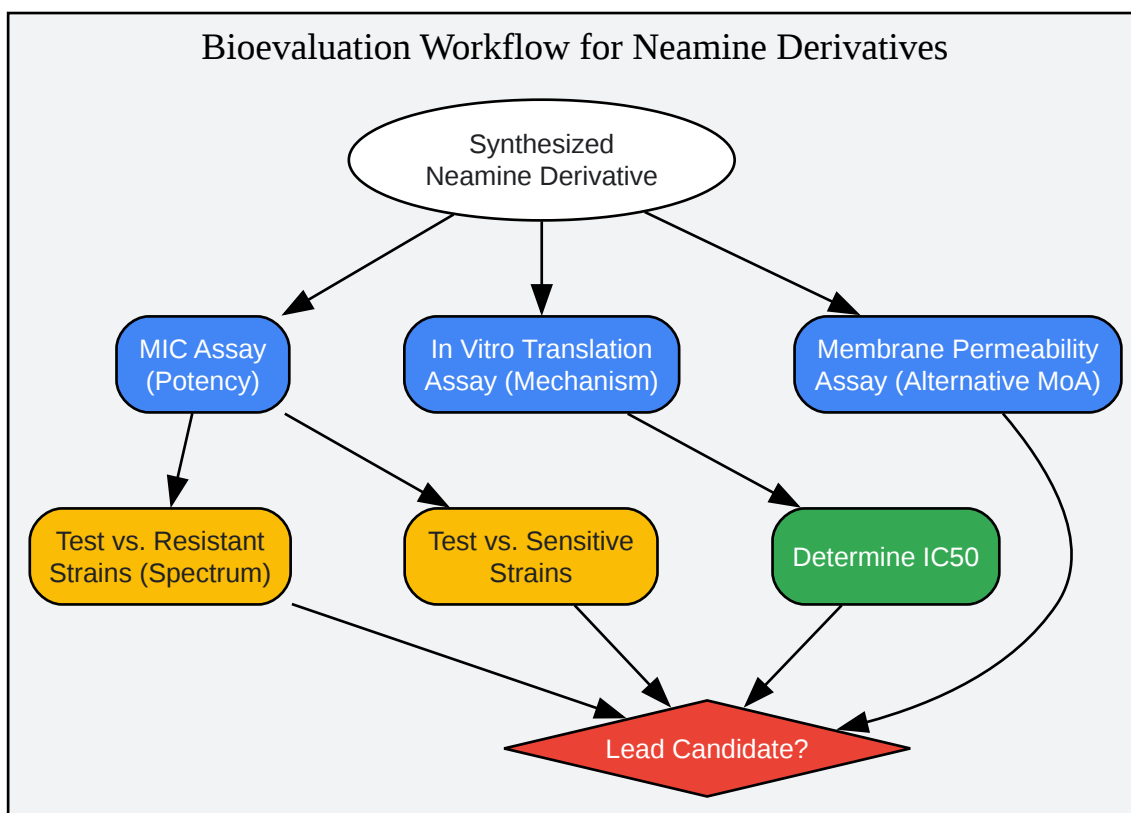 Bioevaluation Workflow for Neamine Derivatives
Synthesized
Neamine Derivative
MIC Assay
(Potency)
In Vitro Translation
Assay (Mechanism)
Membrane Permeability
Assay (Alternative MoA)
Test vs. Resistant
Strains (Spectrum)
Test vs. Sensitive
Strains
Determine IC50
Lead Candidate?